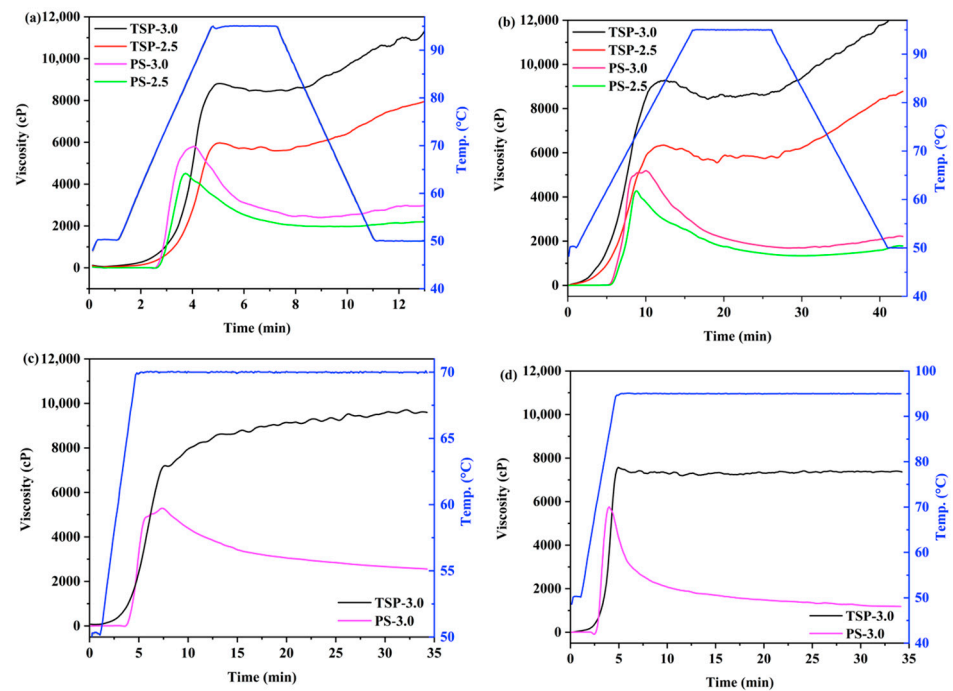 (a)
12,000
10,000
8000
6000
4000
2000
0
Viscosity (cP)
TSP-3.0
TSP-2.5
PS-3.0
PS-2.5
90
80
70
60
50
40
Temp. (°C)
0 2 4 6 8 10 12
Time (min)
(b)
12,000
10,000
8000
6000
4000
2000
0
Viscosity (cP)
TSP-3.0
TSP-2.5
PS-3.0
PS-2.5
90
80
70
60
50
40
Temp. (°C)
0 10 20 30 40
Time (min)
(c)
12,000
10,000
8000
6000
4000
2000
0
Viscosity (cP)
TSP-3.0
PS-3.0
70
65
60
55
50
Temp. (°C)
0 5 10 15 20 25 30 35
Time (min)
(d)
12,000
10,000
8000
6000
4000
2000
0
Viscosity (cP)
TSP-3.0
PS-3.0
100
90
80
70
60
50
40
Temp. (°C)
0 5 10 15 20 25 30 35
Time (min)